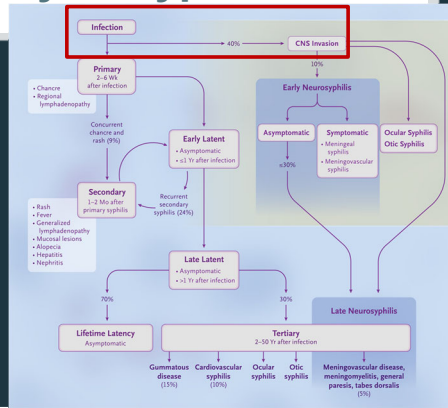 Infection
40%
CNS Invasion
Primary
2–6 Wk
after infection
• Chancre
• Regional
lymphadenopathy
10%
Early Neurosyphilis
Concurrent
chancre and
rash (9%)
Early Latent
• Asymptomatic
• ≤1 Yr after infection
Asymptomatic
Symptomatic
• Meningeal
syphilis
• Meningovascular
syphilis
Ocular Syphilis
Otic Syphilis
≤30%
Secondary
1–2 Mo after
primary syphilis
Recurrent
secondary
syphilis (24%)
• Rash
• Fever
• Generalized
lymphadenopathy
• Mucosal lesions
• Alopecia
• Hepatitis
• Nephritis
Late Latent
• Asymptomatic
• >1 Yr after infection
70%
30%
Late Neurosyphilis
Lifetime Latency
Asymptomatic
Tertiary
2–50 Yr after infection
Gummatous
disease
(15%)
Cardiovascular
syphilis
(10%)
Ocular
syphilis
Otic
syphilis
Meningovascular disease,
meningomyelitis, general
paresis, tabes dorsalis
(5%)